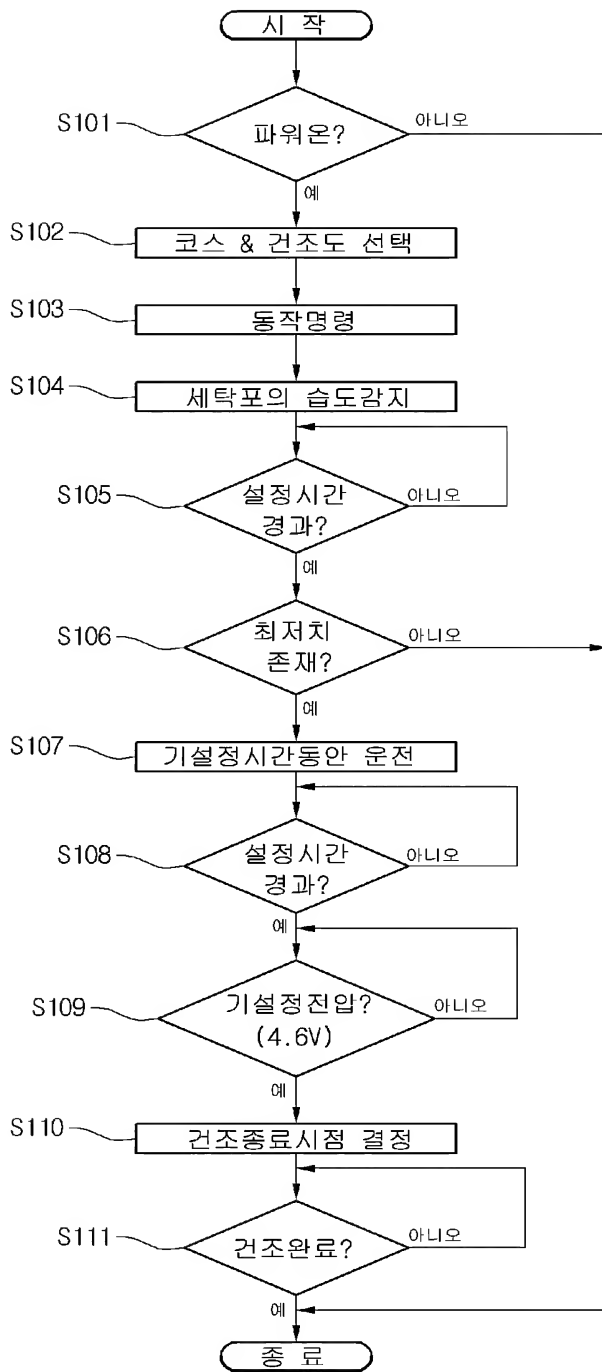 시 작
S101
파워온?
아니오
예
S102
코스 & 건조도 선택
S103
동작명령
S104
세탁포의 습도감지
S105
설정시간
경과?
아니오
예
S106
최저치
존재?
아니오
예
S107
기설정시간동안 운전
S108
설정시간
경과?
아니오
예
S109
기설정전압?
(4.6V)
아니오
예
S110
건조종료시점 결정
S111
건조완료?
아니오
예
종 료